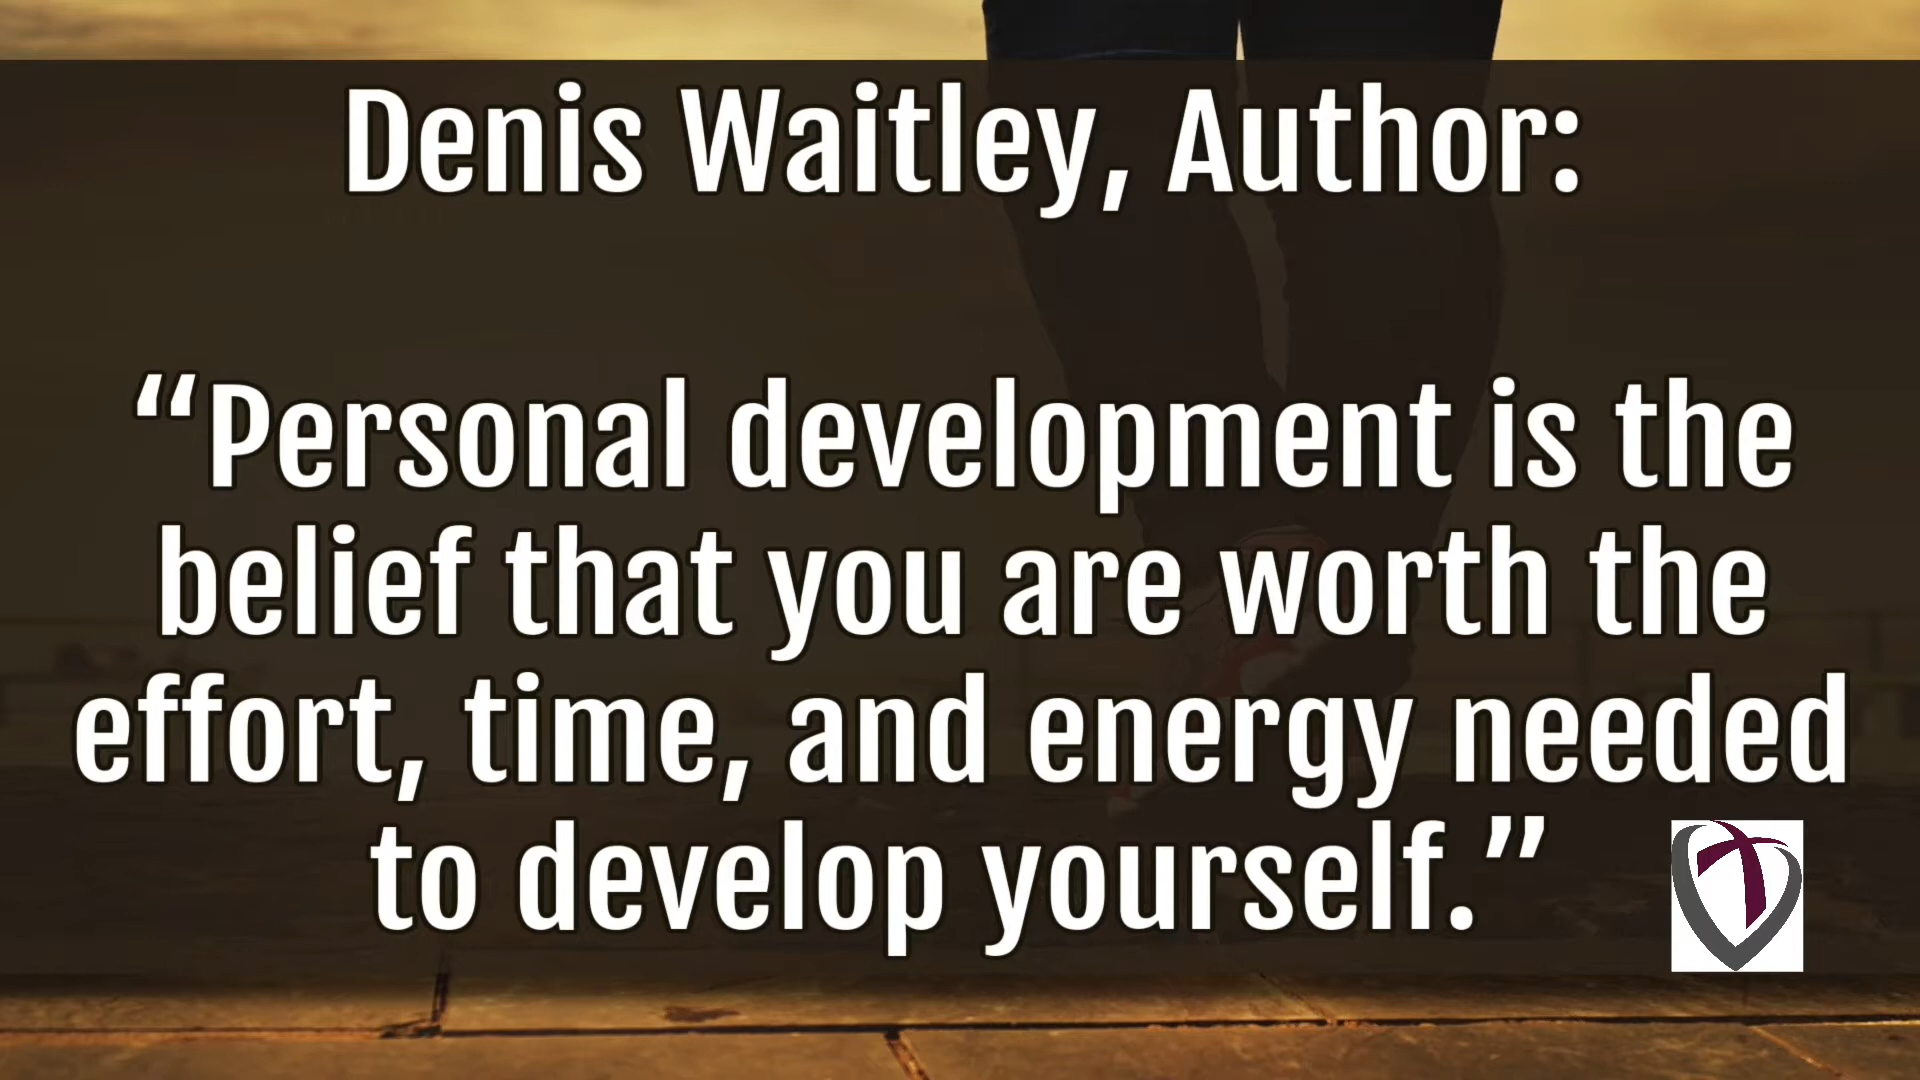 Denis Waitley, Author:
“Personal development is the
belief that you are worth the
effort, time, and energy needed
to develop yourself.”